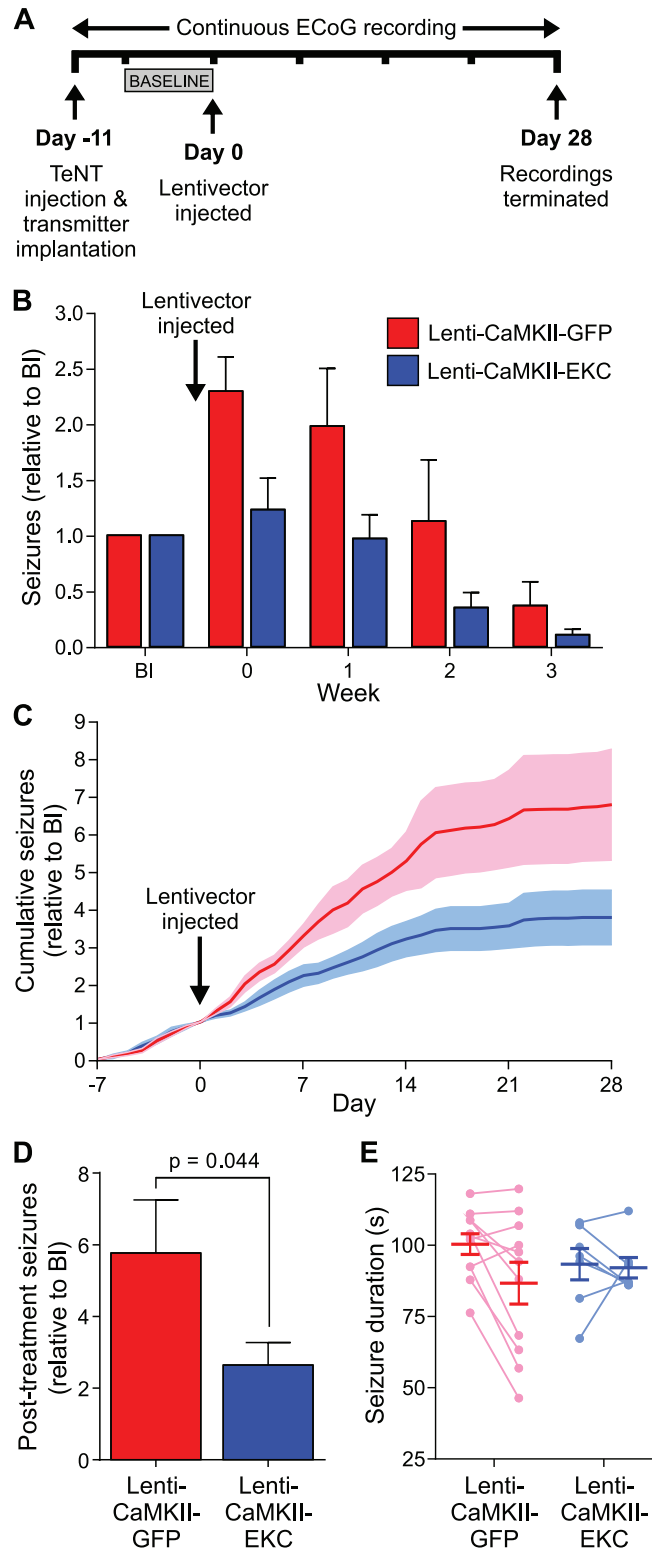 A
Continuous ECoG recording
BASELINE
Day -11
Day 0
Day 28
TeNT
injection &
transmitter
implantation
Lentivector
injected
Recordings
terminated
B
Lentivector
injected
Lenti-CaMKII-GFP
Lenti-CaMKII-EKC
Seizures (relative to BI)
3.0
2.5
2.0
1.5
1.0
0.5
0.0
BI
0
1
2
3
Week
C
Cumulative seizures
(relative to BI)
9
8
7
6
5
4
3
2
1
0
Lentivector
injected
-7
0
7
14
21
28
Day
D
p = 0.044
Post-treatment seizures
(relative to BI)
8
6
4
2
0
Lenti-
CaMKII-
GFP
Lenti-
CaMKII-
EKC
E
Seizure duration (s)
125
100
75
50
25
Lenti-
CaMKII-
GFP
Lenti-
CaMKII-
EKC